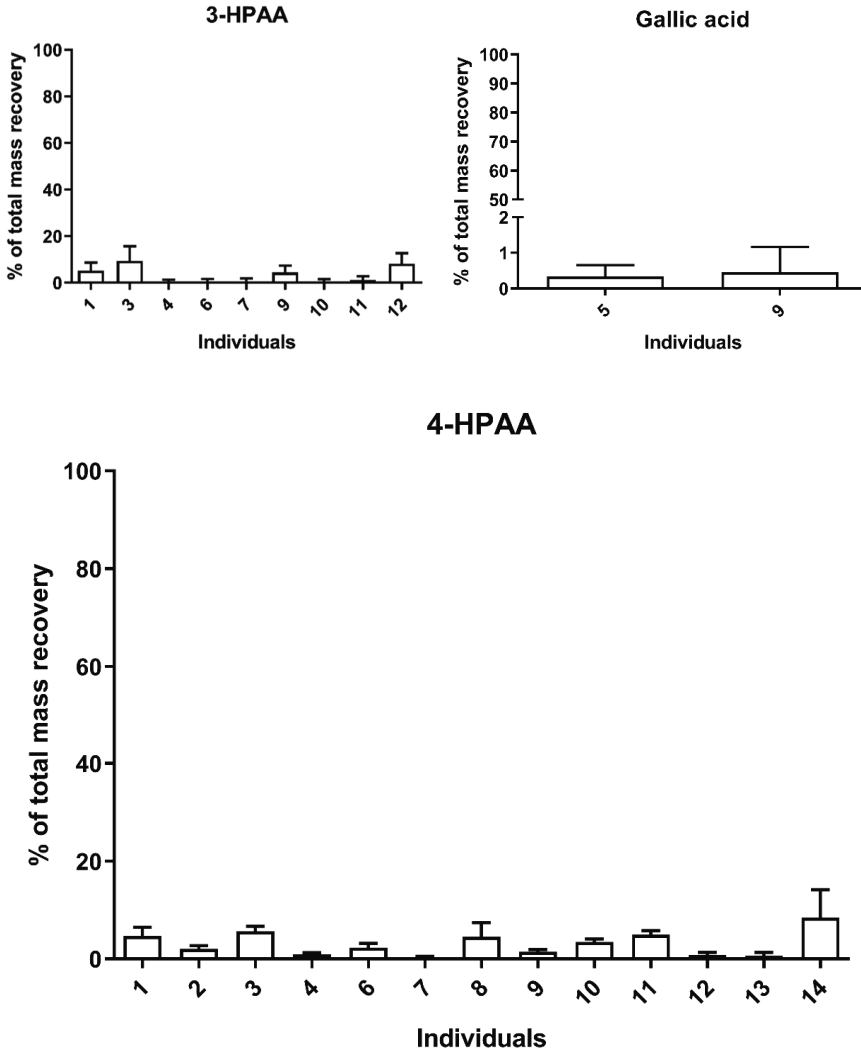 3-HPAA
% of total mass recovery
100
80
60
40
20
0
1 3 4 6 7 9 10 11 12
Individuals
Gallic acid
% of total mass recovery
100
90
80
70
60
50
2
1
0
5 9
Individuals
4-HPAA
% of total mass recovery
100
80
60
40
20
0
1 2 3 4 6 7 8 9 10 11 12 13 14
Individuals